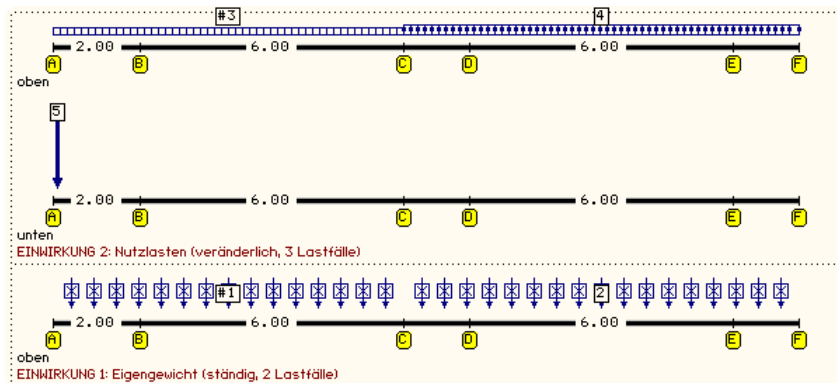 #3 4
2.00 6.00 6.00
A B C D E F
oben
5
2.00 6.00 6.00
A B C D E F
unten
EINWIRKUNG 2: Nutzlasten (veränderlich, 3 Lastfälle)
#1 2
2.00 6.00 6.00
A B C D E F
oben
EINWIRKUNG 1: Eigengewicht (ständig, 2 Lastfälle)